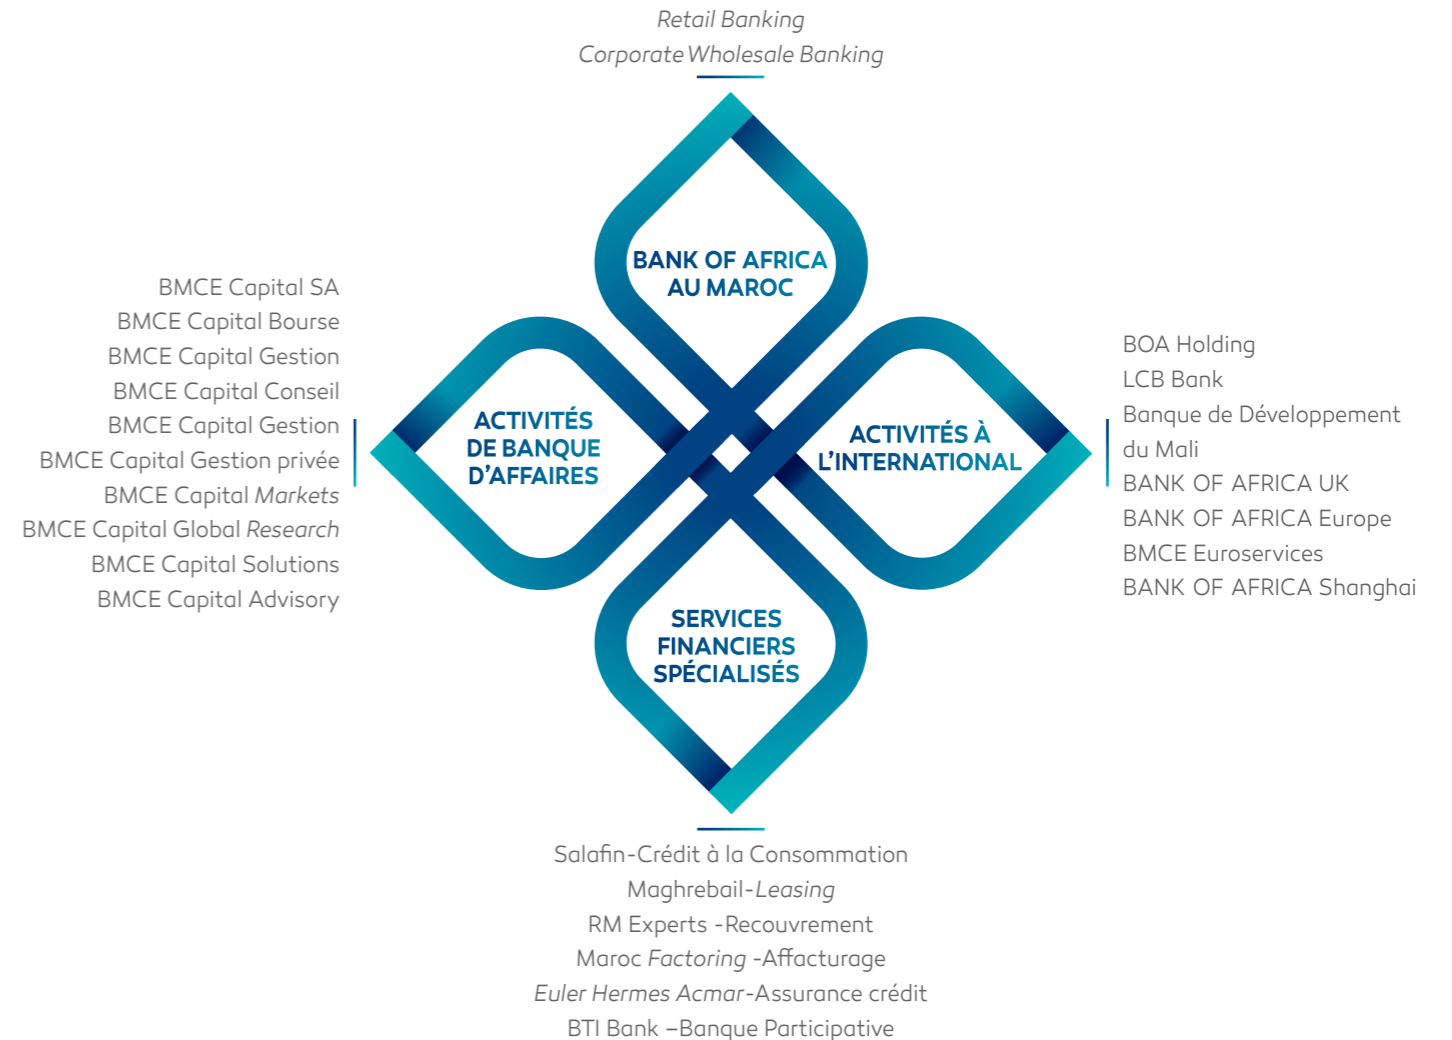 Retail Banking
Corporate Wholesale Banking
BANK OF AFRICA
AU MAROC
BMCE Capital SA
BMCE Capital Bourse
BMCE Capital Gestion
BMCE Capital Conseil
BMCE Capital Gestion
BMCE Capital Gestion privée
BMCE Capital Markets
BMCE Capital Global Research
BMCE Capital Solutions
BMCE Capital Advisory
ACTIVITÉS
DE BANQUE
D’AFFAIRES
ACTIVITÉS À
L’INTERNATIONAL
BOA Holding
LCB Bank
Banque de Développement
du Mali
BANK OF AFRICA UK
BANK OF AFRICA Europe
BMCE Euroservices
BANK OF AFRICA Shanghai
SERVICES
FINANCIERS
SPÉCIALISÉS
Salafin-Crédit à la Consommation
Maghrebail-Leasing
RM Experts -Recouvrement
Maroc Factoring -Affacturage
Euler Hermes Acmar-Assurance crédit
BTI Bank –Banque Participative